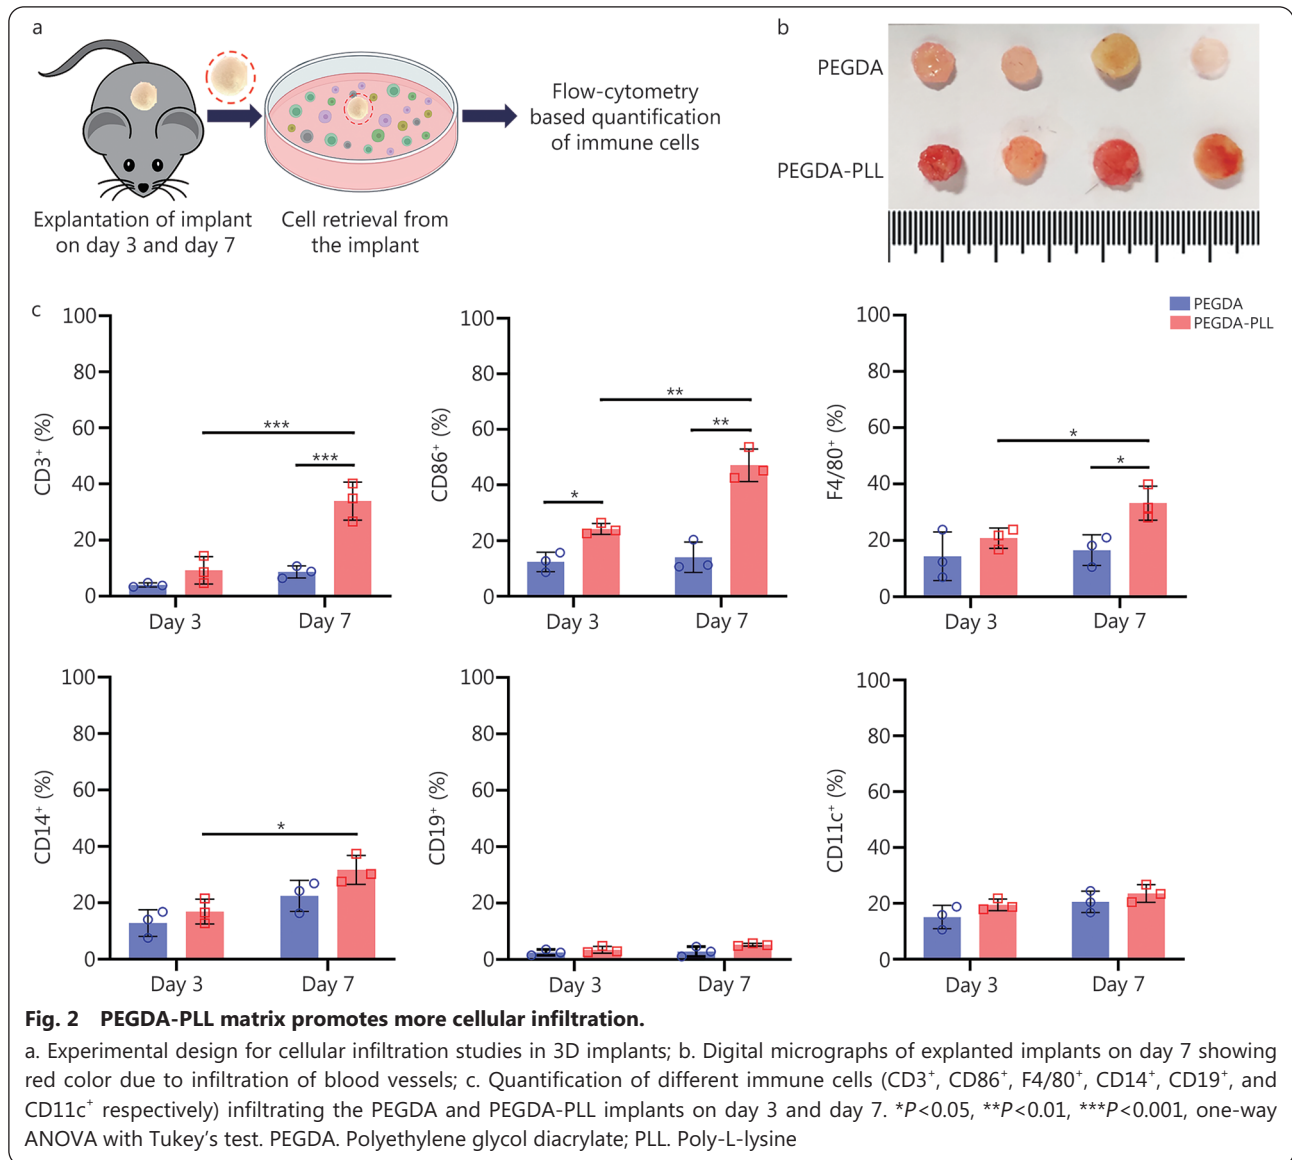 a
Explantation of implant
on day 3 and day 7
Cell retrieval from
the implant
Flow-cytometry
based quantification
of immune cells
b
PEGDA
PEGDA-PLL
c
PEGDA
PEGDA-PLL
CD3⁺ (%)
100
80
60
40
20
0
***
***
Day 3
Day 7
CD86⁺ (%)
100
80
60
40
20
0
**
**
*
Day 3
Day 7
F4/80⁺ (%)
100
80
60
40
20
0
*
*
Day 3
Day 7
CD14⁺ (%)
100
80
60
40
20
0
*
Day 3
Day 7
CD19⁺ (%)
100
80
60
40
20
0
Day 3
Day 7
CD11c⁺ (%)
100
80
60
40
20
0
Day 3
Day 7
Fig. 2 PEGDA-PLL matrix promotes more cellular infiltration.
a. Experimental design for cellular infiltration studies in 3D implants; b. Digital micrographs of explanted implants on day 7 showing
red color due to infiltration of blood vessels; c. Quantification of different immune cells (CD3⁺, CD86⁺, F4/80⁺, CD14⁺, CD19⁺, and
CD11c⁺ respectively) infiltrating the PEGDA and PEGDA-PLL implants on day 3 and day 7. *P<0.05, **P<0.01, ***P<0.001, one-way
ANOVA with Tukey’s test. PEGDA. Polyethylene glycol diacrylate; PLL. Poly-L-lysine